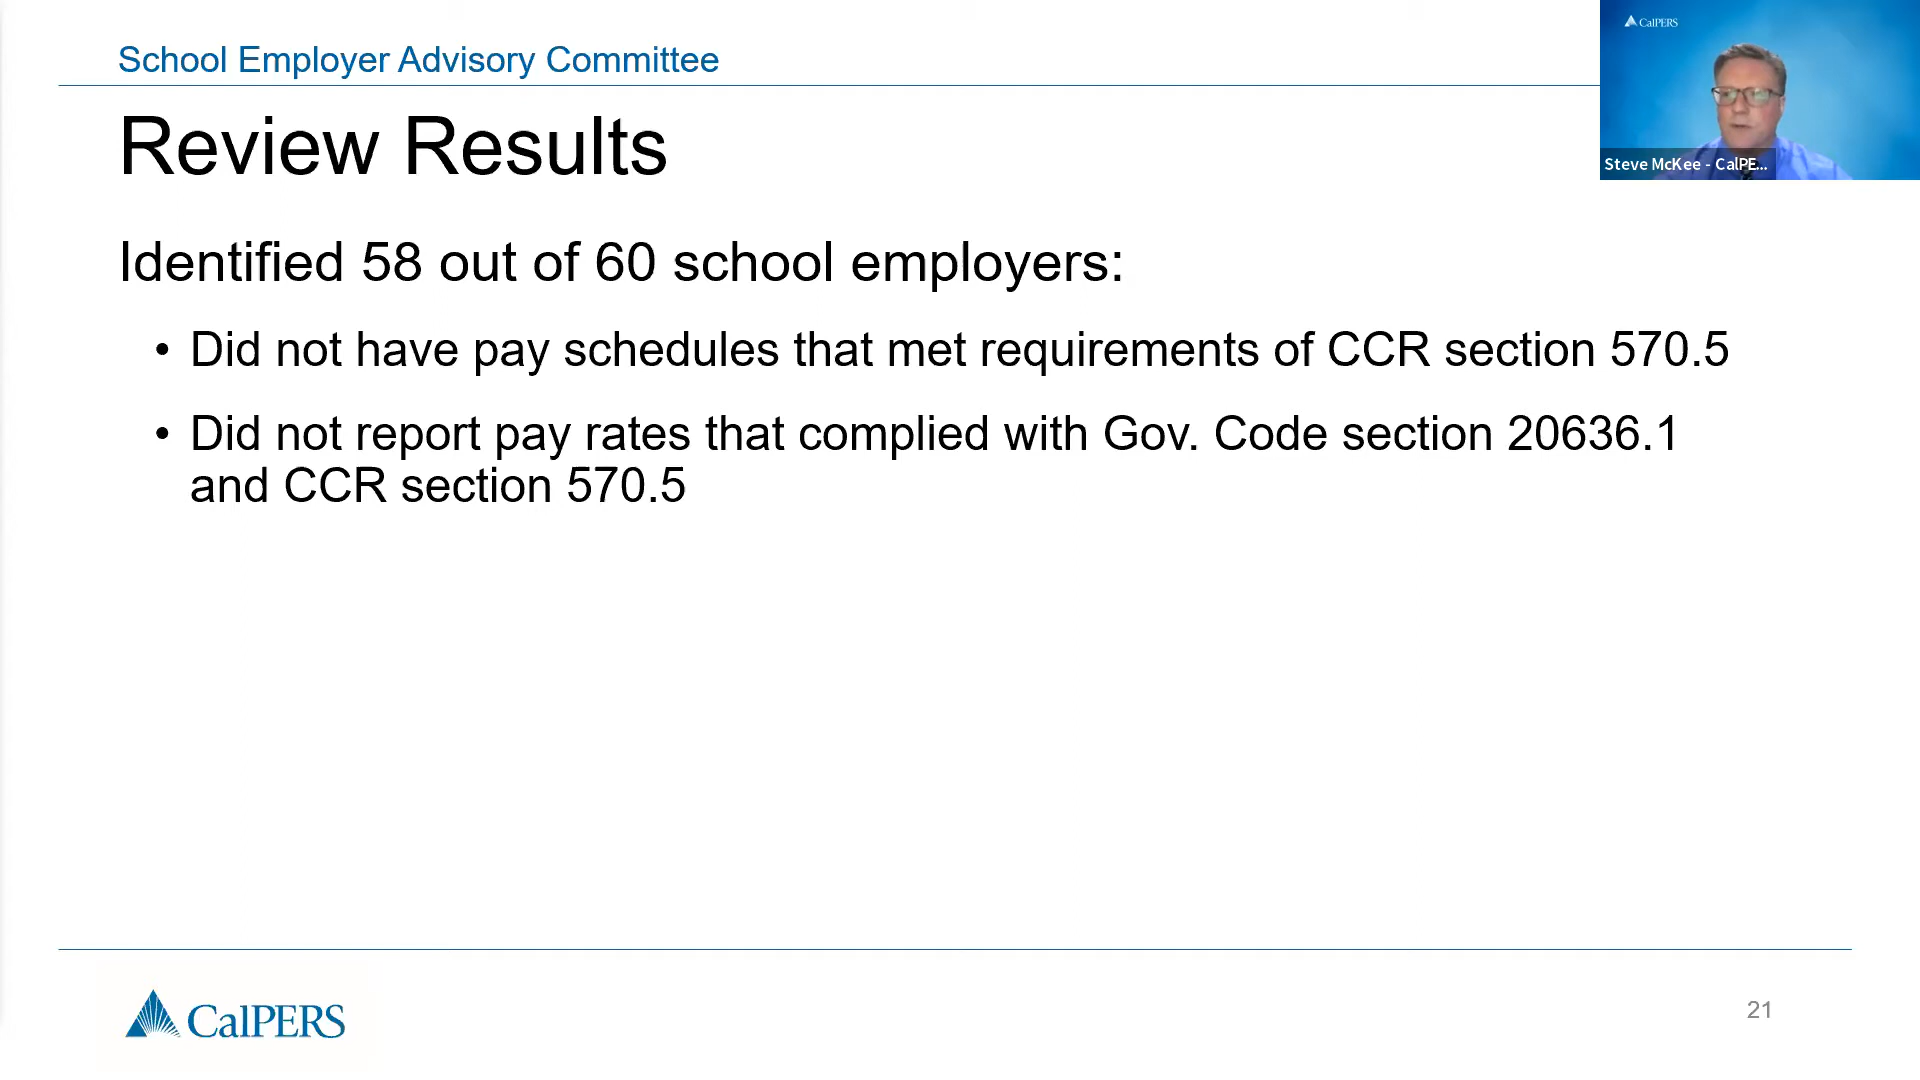 School Employer Advisory Committee
CalPERS
Steve McKee - CalPE...
Review Results
Identified 58 out of 60 school employers:
• Did not have pay schedules that met requirements of CCR section 570.5
• Did not report pay rates that complied with Gov. Code section 20636.1
and CCR section 570.5
CalPERS
21